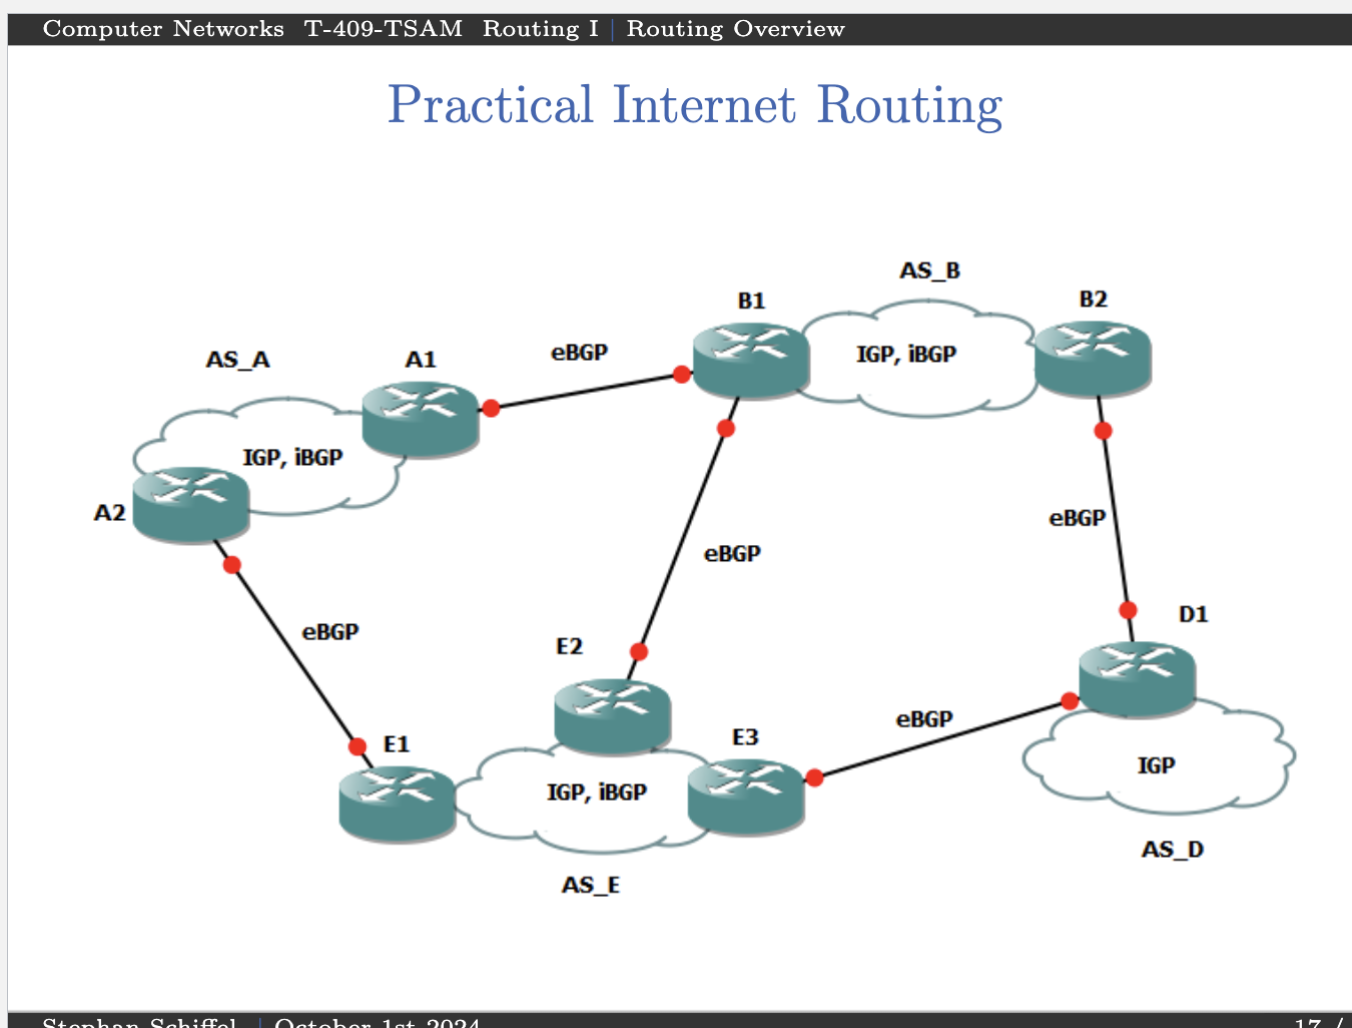 Computer Networks T-409-TSAM Routing I | Routing Overview
Practical Internet Routing
AS_B
B1
B2
AS_A
A1
eBGP
IGP, iBGP
IGP, iBGP
A2
eBGP
eBGP
eBGP
E2
D1
eBGP
E3
E1
IGP
IGP, iBGP
AS_D
AS_E
Stephan Schiffel | October 1st 2024
17 /